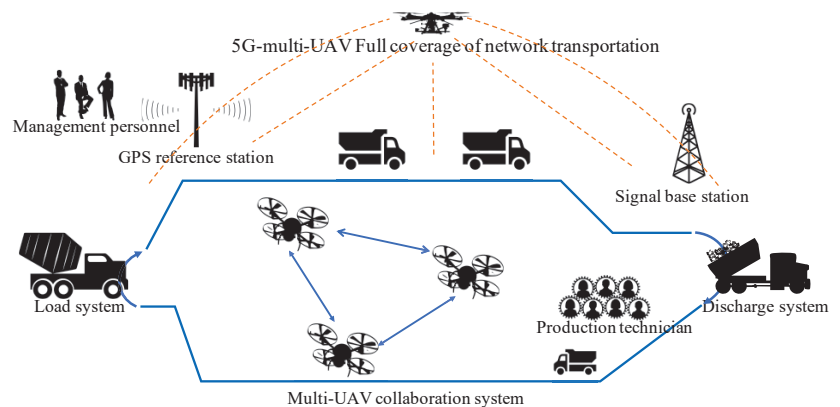 5G-multi-UAV Full coverage of network transportation
Management personnel
GPS reference station
Signal base station
Load system
Discharge system
Production technician
Multi-UAV collaboration system